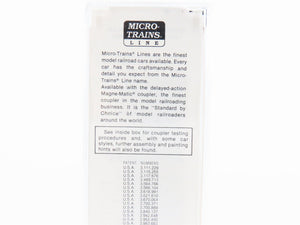 MICRO-
TRAINS
LINE
Micro-Trains® Lines are the finest
model railroad cars available. Every
car has the craftsmanship and
detail you expect from the Micro-
Trains® Line name.
Available with the delayed-action
Magne-Matic® coupler, the finest
coupler in the model railroading
business. It is the "Standard by
Choice" of model railroaders
around the world.
See inside box for coupler testing
procedures and, with some car
styles, further assembly and painting
hints will also be found.
PATENT NUMBERS
U.S.A.
U.S.A.
U.S.A.
U.S.A.
U.S.A.
U.S.A.
U.S.A.
U.S.A.
U.S.A.
U.S.A.
U.S.A.
U.S.A.
U.S.A.